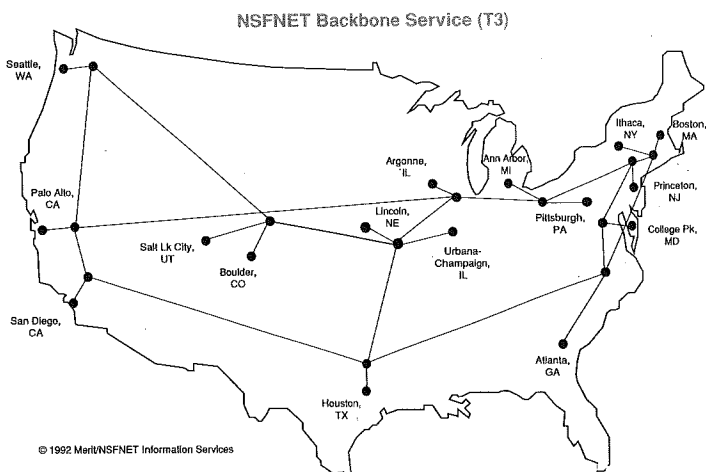 NSFNET Backbone Service (T3)
Seattle,
WA
Ithaca,
NY
Boston,
MA
Argonne,
IL
Ann Arbor,
MI
Palo Alto,
CA
Princeton,
NJ
Lincoln,
NE
Pittsburgh,
PA
College Pk,
MD
Salt Lk City,
UT
Urbana-
Champaign,
IL
Boulder,
CO
San Diego,
CA
Atlanta,
GA
Houston,
TX
© 1992 Merit/NSFNET Information Services